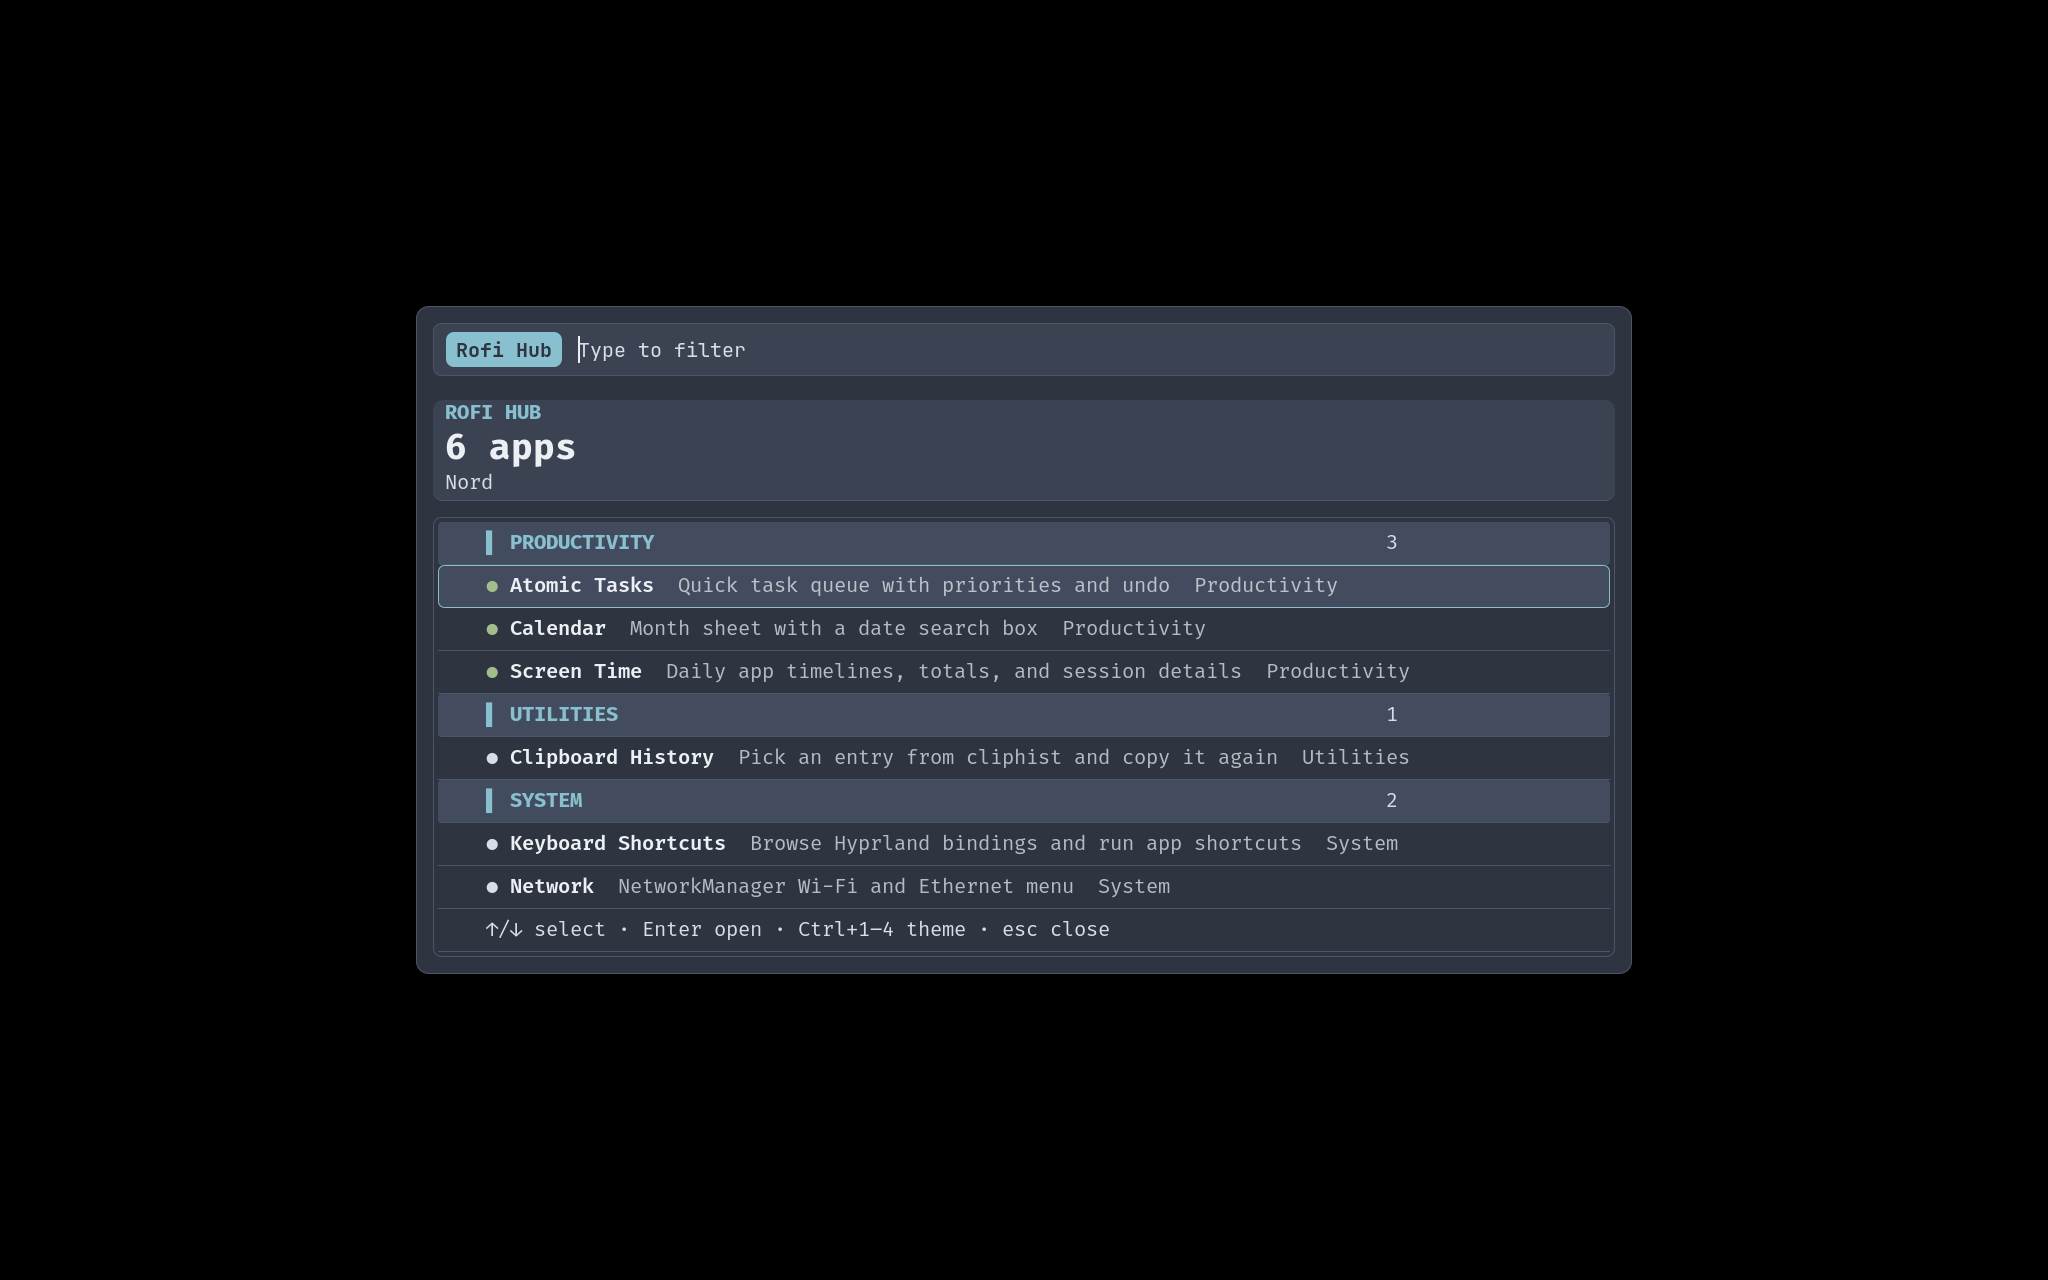 Rofi Hub Type to filter
ROFI HUB
6 apps
Nord
PRODUCTIVITY 3
● Atomic Tasks Quick task queue with priorities and undo Productivity
● Calendar Month sheet with a date search box Productivity
● Screen Time Daily app timelines, totals, and session details Productivity
UTILITIES 1
● Clipboard History Pick an entry from cliphist and copy it again Utilities
SYSTEM 2
● Keyboard Shortcuts Browse Hyprland bindings and run app shortcuts System
● Network NetworkManager Wi-Fi and Ethernet menu System
↑/↓ select · Enter open · Ctrl+1–4 theme · esc close